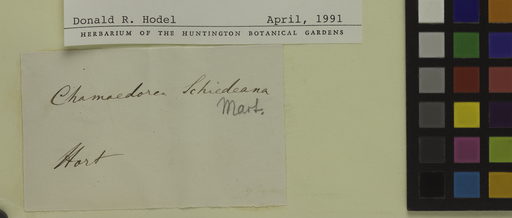 Donald R. Hodel April, 1991
HERBARIUM OF THE HUNTINGTON BOTANICAL GARDENS
Chamaedorea Schiedeana
Mart.
Hort